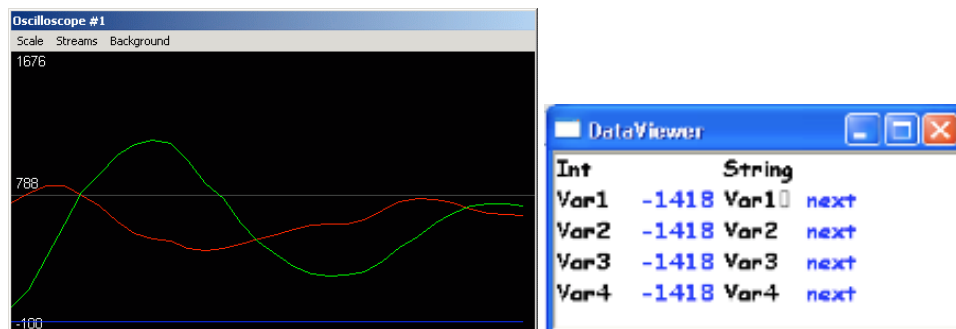 Oscilloscope #1
Scale Streams Background
1676
788
-100
DataViewer
Int String
Var1 -1418 Var1 next
Var2 -1418 Var2 next
Var3 -1418 Var3 next
Var4 -1418 Var4 next